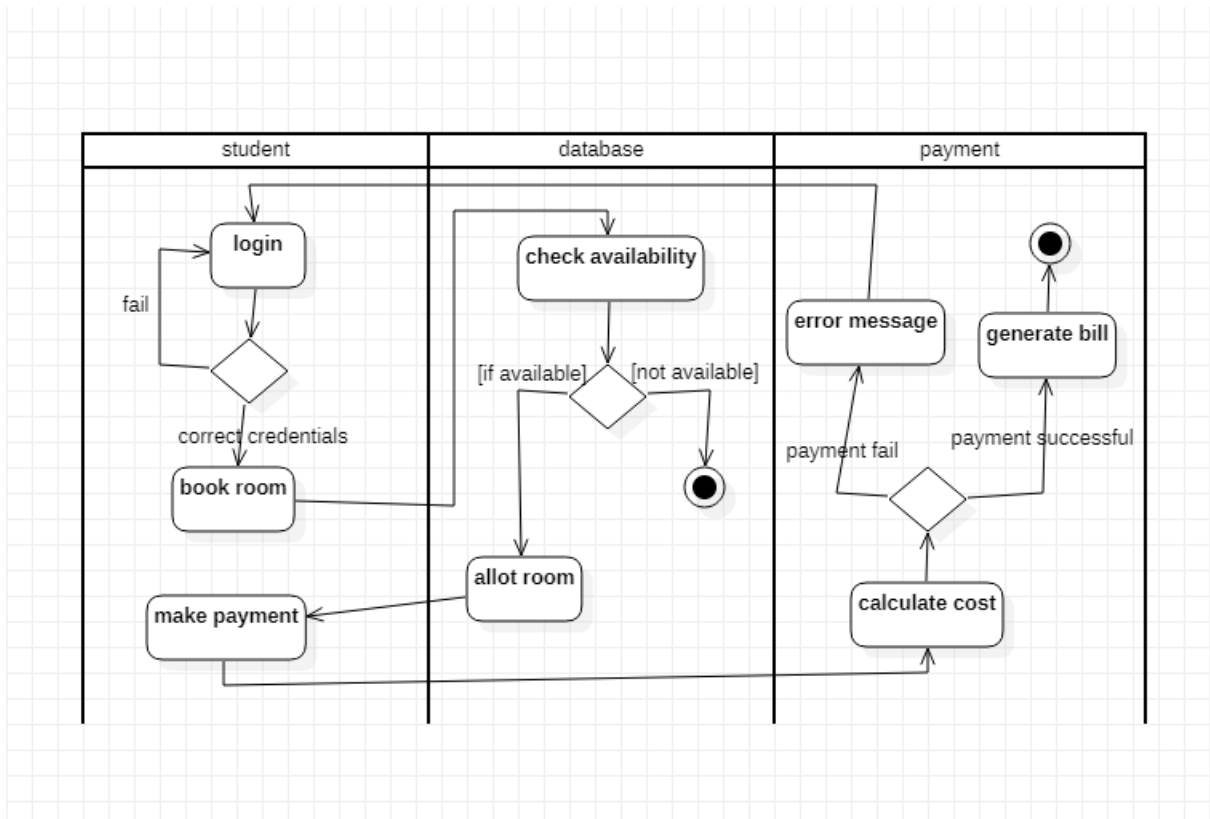 student
database
payment
login
fail
correct credentials
book room
make payment
check availability
[if available]
[not available]
allot room
error message
generate bill
payment fail
payment successful
calculate cost